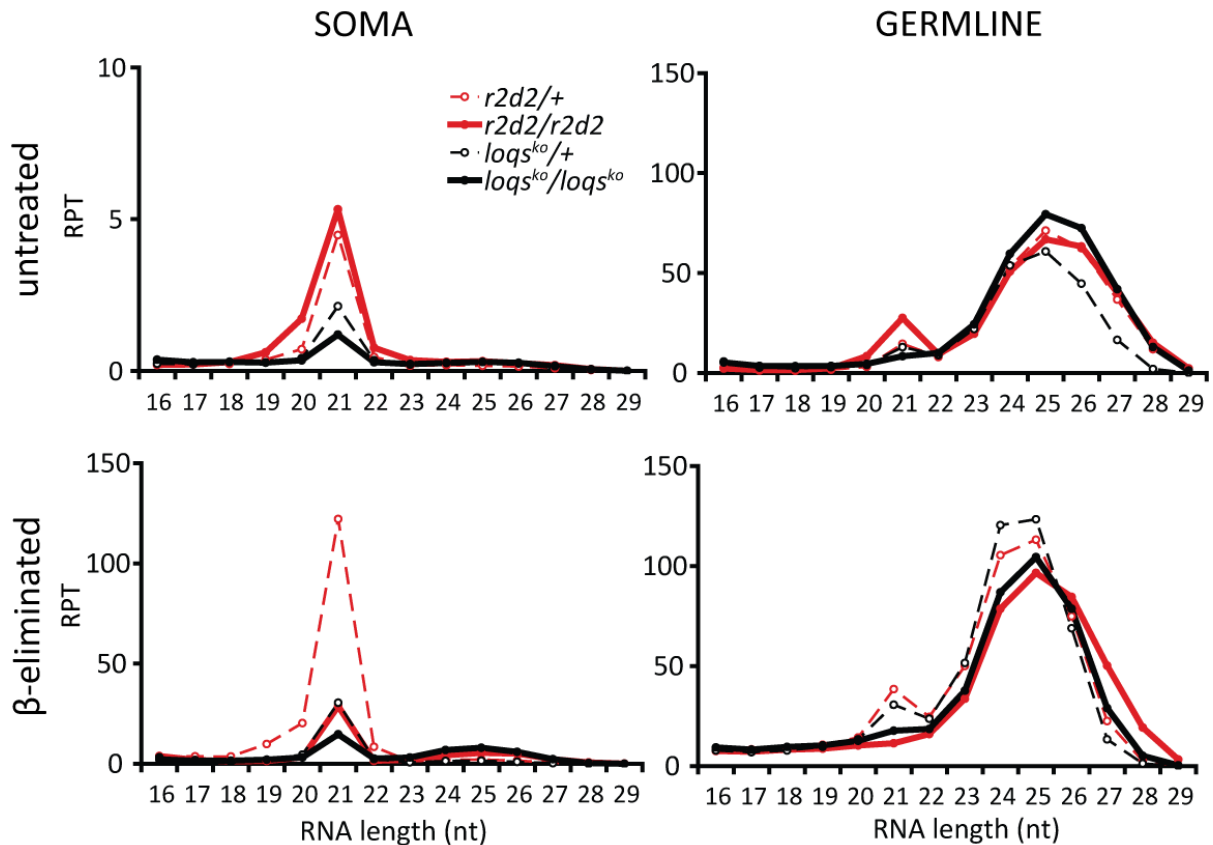 SOMA
GERMLINE
untreated
RPT
10
5
0
r2d2/+
r2d2/r2d2
loqsko/+
loqsko/loqsko
16 17 18 19 20 21 22 23 24 25 26 27 28 29
150
100
50
0
16 17 18 19 20 21 22 23 24 25 26 27 28 29
β-eliminated
RPT
150
100
50
0
16 17 18 19 20 21 22 23 24 25 26 27 28 29
RNA length (nt)
150
100
50
0
16 17 18 19 20 21 22 23 24 25 26 27 28 29
RNA length (nt)